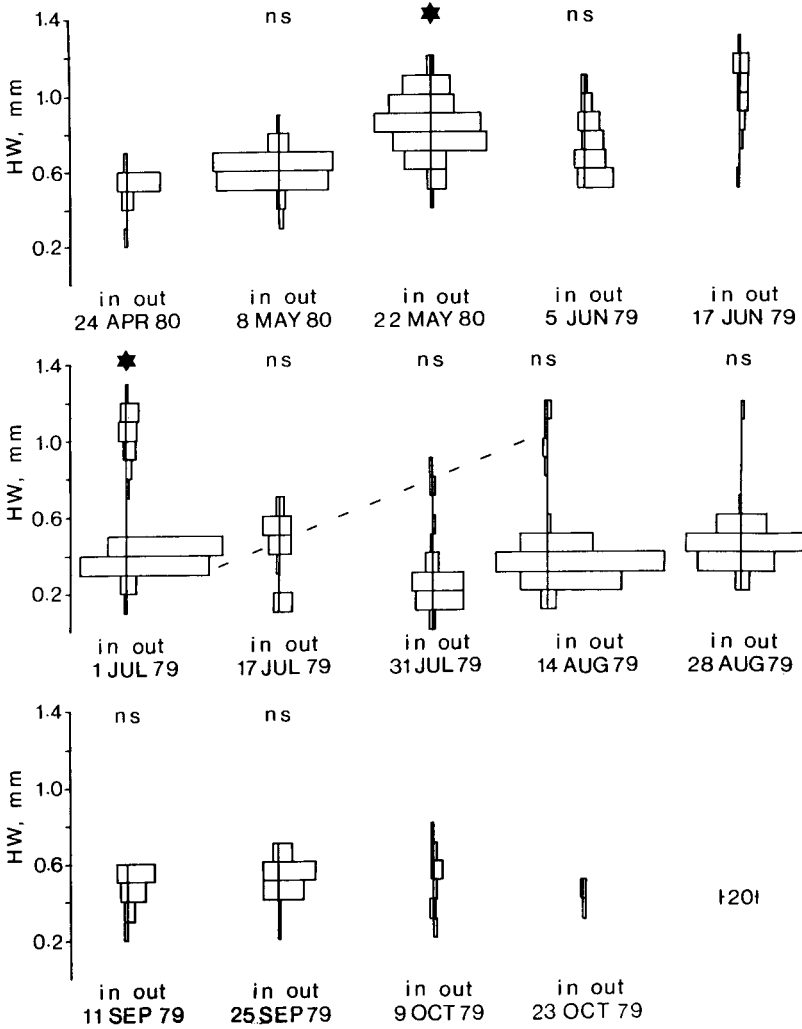 1.4
1.0
0.6
0.2
HW, mm
ns ★ ns
in out in out in out in out in out
24 APR 80 8 MAY 80 22 MAY 80 5 JUN 79 17 JUN 79
1.4
1.0
0.6
0.2
HW, mm
★ ns ns ns ns
in out in out in out in out in out
1 JUL 79 17 JUL 79 31 JUL 79 14 AUG 79 28 AUG 79
1.4
1.0
0.6
0.2
HW, mm
ns ns
20
in out in out in out in out
11 SEP 79 25 SEP 79 9 OCT 79 23 OCT 79